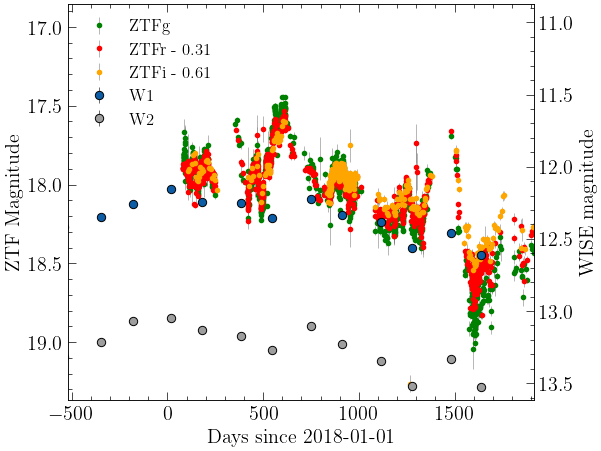 ZTFg
ZTFr - 0.31
ZTFi - 0.61
W1
W2
17.0
17.5
18.0
18.5
19.0
ZTF Magnitude
11.0
11.5
12.0
12.5
13.0
13.5
WISE magnitude
−500
0
500
1000
1500
Days since 2018-01-01